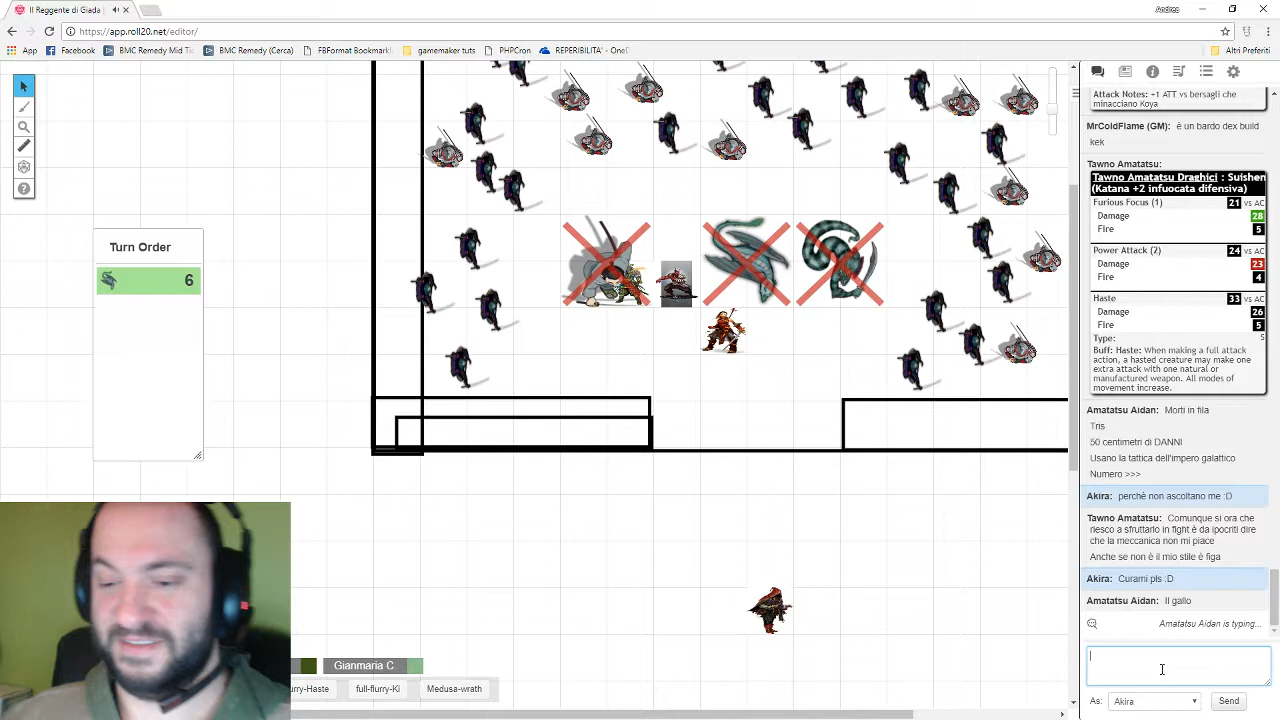 Il Reggente di Giada
Andrea
https://app.roll20.net/editor/
App
Facebook
BMC Remedy Mid Tie
BMC Remedy (Cerca)
FBFormat Bookmarkl
gamemaker tuts
PHPCron
REPERIBILITA' - OneD
Altri Preferiti
Turn Order
6
Attack Notes: +1 ATT vs bersagli che
minacciano Koya
MrColdFlame (GM): è un bardo dex build
kek
Tawno Amatatsu:
Tawno Amatatsu Draghici : Suishen
(Katana +2 infuocata difensiva)
Furious Focus (1) 21 vs AC
Damage 28
Fire 5
Power Attack (2) 24 vs AC
Damage 23
Fire 4
Haste 33 vs AC
Damage 26
Fire 5
Type: S
Buff: Haste: When making a full attack
action, a hasted creature may make one
extra attack with one natural or
manufactured weapon. All modes of
movement increase.
Amatatsu Aidan: Morti in fila
Tris
50 centimetri di DANNI
Usano la tattica dell'impero galattico
Numero >>>
Akira: perchè non ascoltano me :D
Tawno Amatatsu: Comunque si ora che
riesco a sfruttarlo in fight è da ipocriti dire
che la meccanica non mi piace
Anche se non è il mio stile è figa
Akira: Curami pls :D
Amatatsu Aidan: Il gallo
Amatatsu Aidan is typing...
As: Akira Send
Gianmaria C
urry-Haste full-flurry-Ki Medusa-wrath